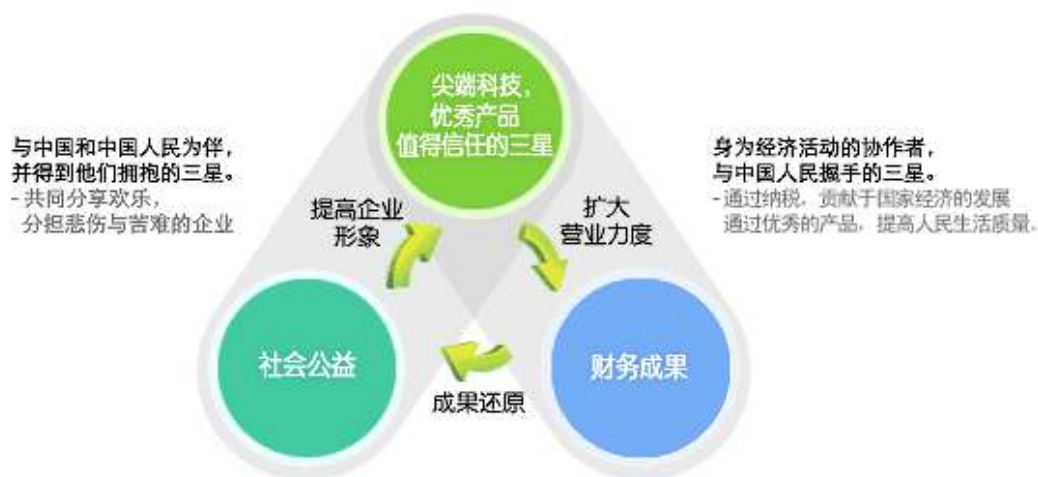 尖端科技，
优秀产品
值得信任的三星
与中国和中国人民为伴，
并得到他们拥抱的三星。
- 共同分享欢乐，
分担悲伤与苦难的企业
身为经济活动的协作者，
与中国人民握手的三星。
- 通过纳税，贡献于国家经济的发展
通过优秀的产品，提高人民生活质量。
提高企业
形象
扩大
营业力度
社会公益
财务成果
成果还原